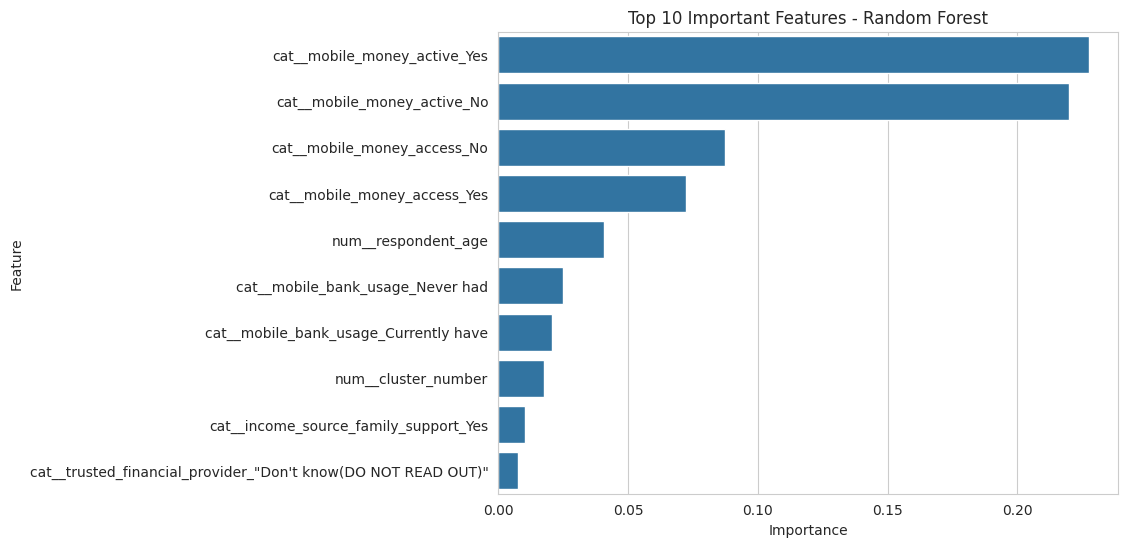 Top 10 Important Features - Random Forest
cat__mobile_money_active_Yes
cat__mobile_money_active_No
cat__mobile_money_access_No
cat__mobile_money_access_Yes
num__respondent_age
cat__mobile_bank_usage_Never had
cat__mobile_bank_usage_Currently have
num__cluster_number
cat__income_source_family_support_Yes
cat__trusted_financial_provider_"Don't know(DO NOT READ OUT)"
Feature
0.00 0.05 0.10 0.15 0.20
Importance